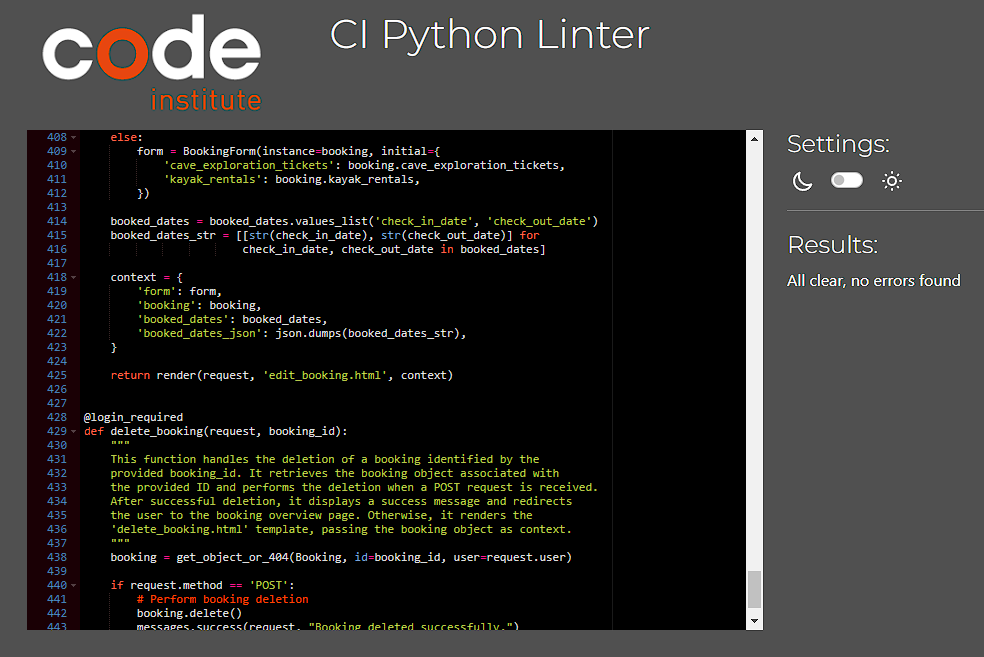 code
institute
CI Python Linter
408 else:
409 form = BookingForm(instance=booking, initial={
410 'cave_exploration_tickets': booking.cave_exploration_tickets,
411 'kayak_rentals': booking.kayak_rentals,
412 })
413
414 booked_dates = booked_dates.values_list('check_in_date', 'check_out_date')
415 booked_dates_str = [[str(check_in_date), str(check_out_date)] for
416 check_in_date, check_out_date in booked_dates]
417
418 context = {
419 'form': form,
420 'booking': booking,
421 'booked_dates': booked_dates,
422 'booked_dates_json': json.dumps(booked_dates_str),
423 }
424
425 return render(request, 'edit_booking.html', context)
426
427
428 @login_required
429 def delete_booking(request, booking_id):
430 """
431 This function handles the deletion of a booking identified by the
432 provided booking_id. It retrieves the booking object associated with
433 the provided ID and performs the deletion when a POST request is received.
434 After successful deletion, it displays a success message and redirects
435 the user to the booking overview page. Otherwise, it renders the
436 'delete_booking.html' template, passing the booking object as context.
437 """
438 booking = get_object_or_404(Booking, id=booking_id, user=request.user)
439
440 if request.method == 'POST':
441 # Perform booking deletion
442 booking.delete()
443 messages.success(request, "Booking deleted successfully.")
Settings:
Results:
All clear, no errors found